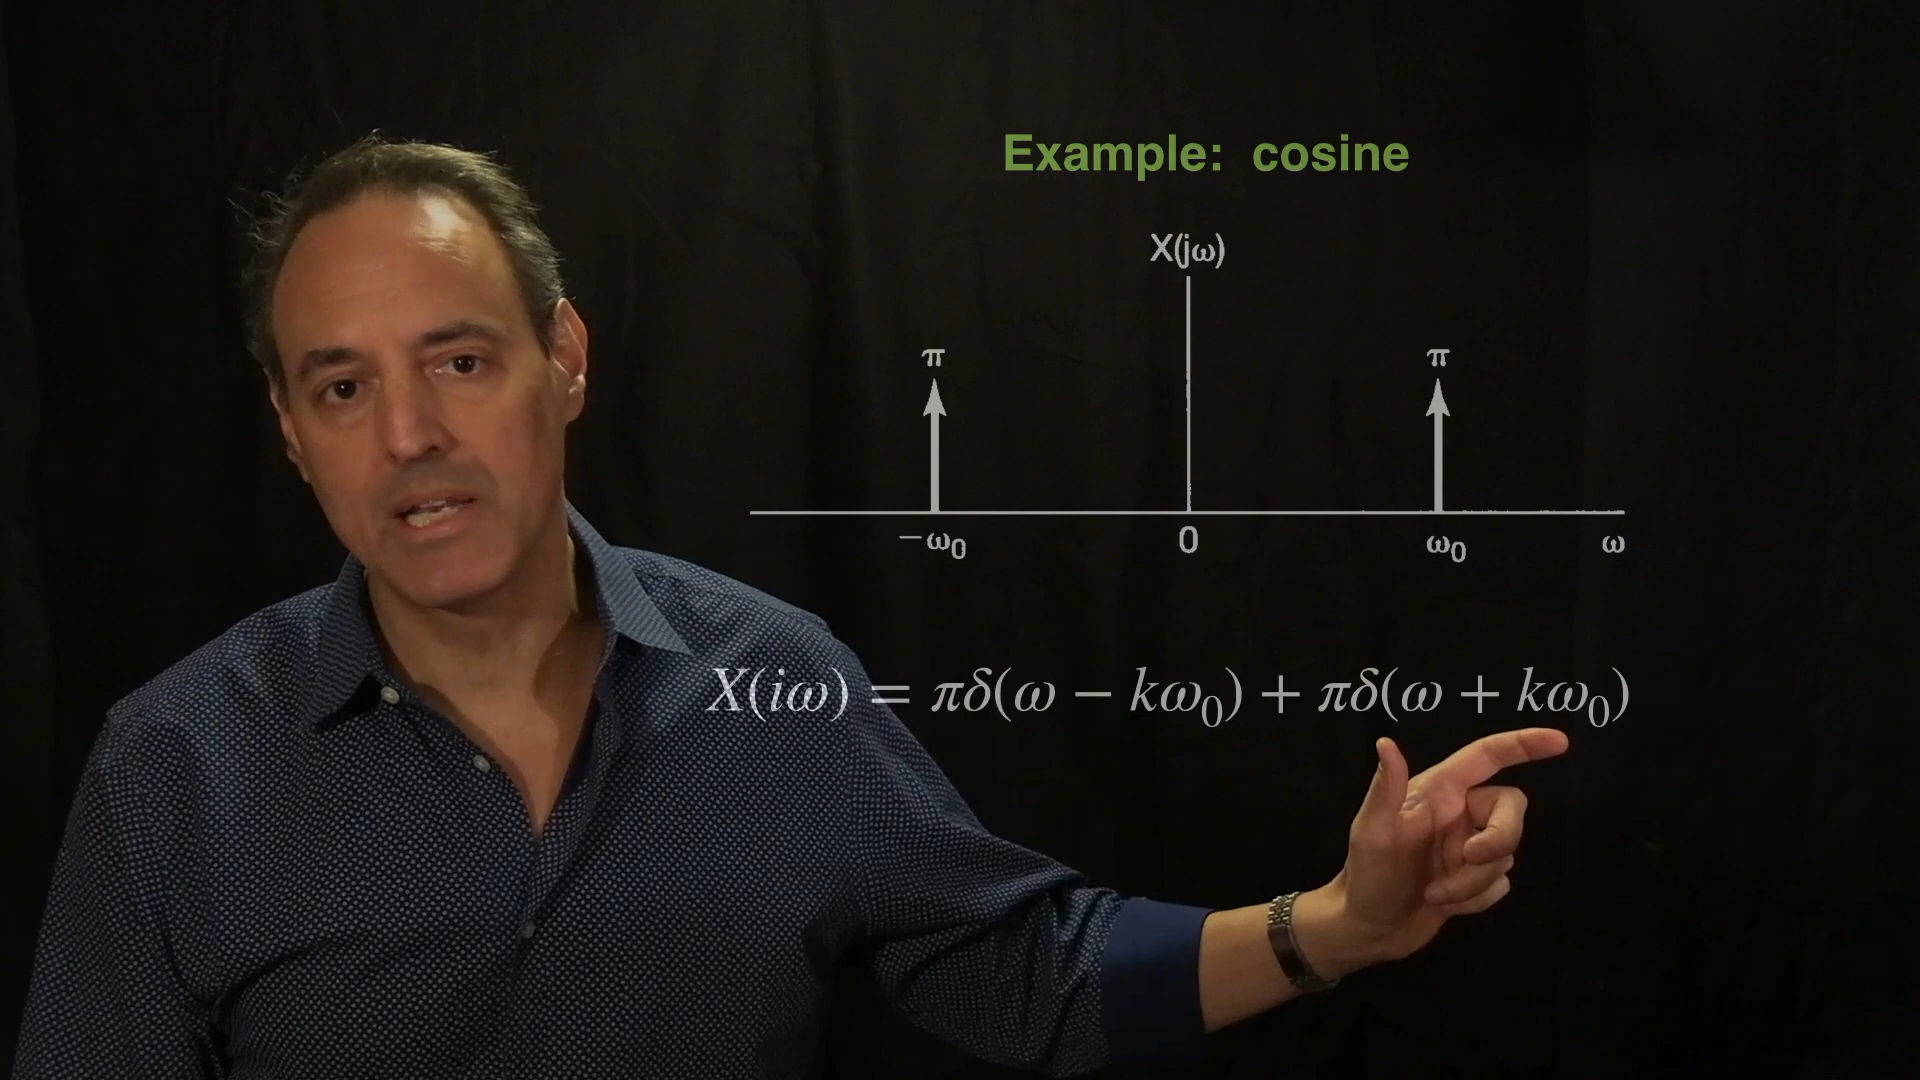 Example: cosine
X(jω)
π π
−ω₀ 0 ω₀ ω
X(iω) = πδ(ω − kω₀) + πδ(ω + kω₀)